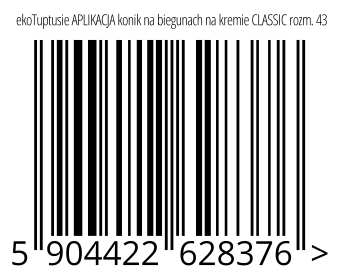 ekoTuptusie APLIKACJA konik na biegunach na kremie CLASSIC rozm. 43
5 904422 628376 >